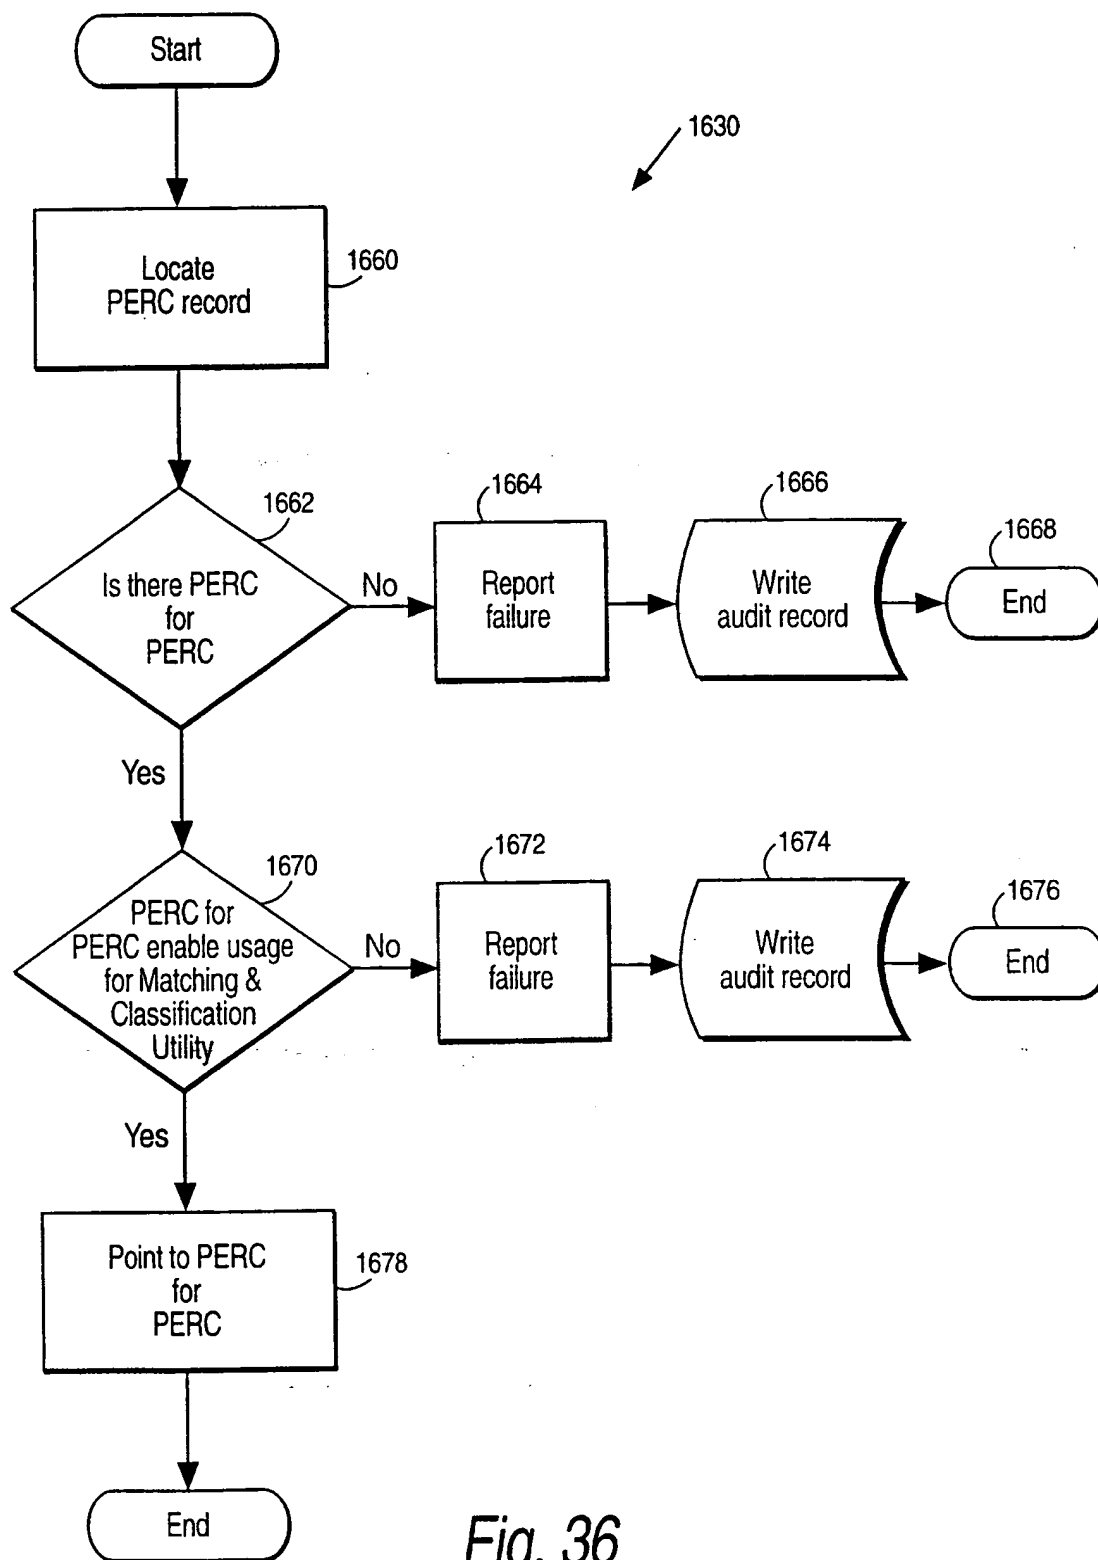 Start
1630
Locate
PERC record
1660
1662
Is there PERC
for
PERC
No
1664
Report
failure
1666
Write
audit record
1668
End
Yes
1670
PERC for
PERC enable usage
for Matching &
Classification
Utility
No
1672
Report
failure
1674
Write
audit record
1676
End
Yes
Point to PERC
for
PERC
1678
End
Fig. 36